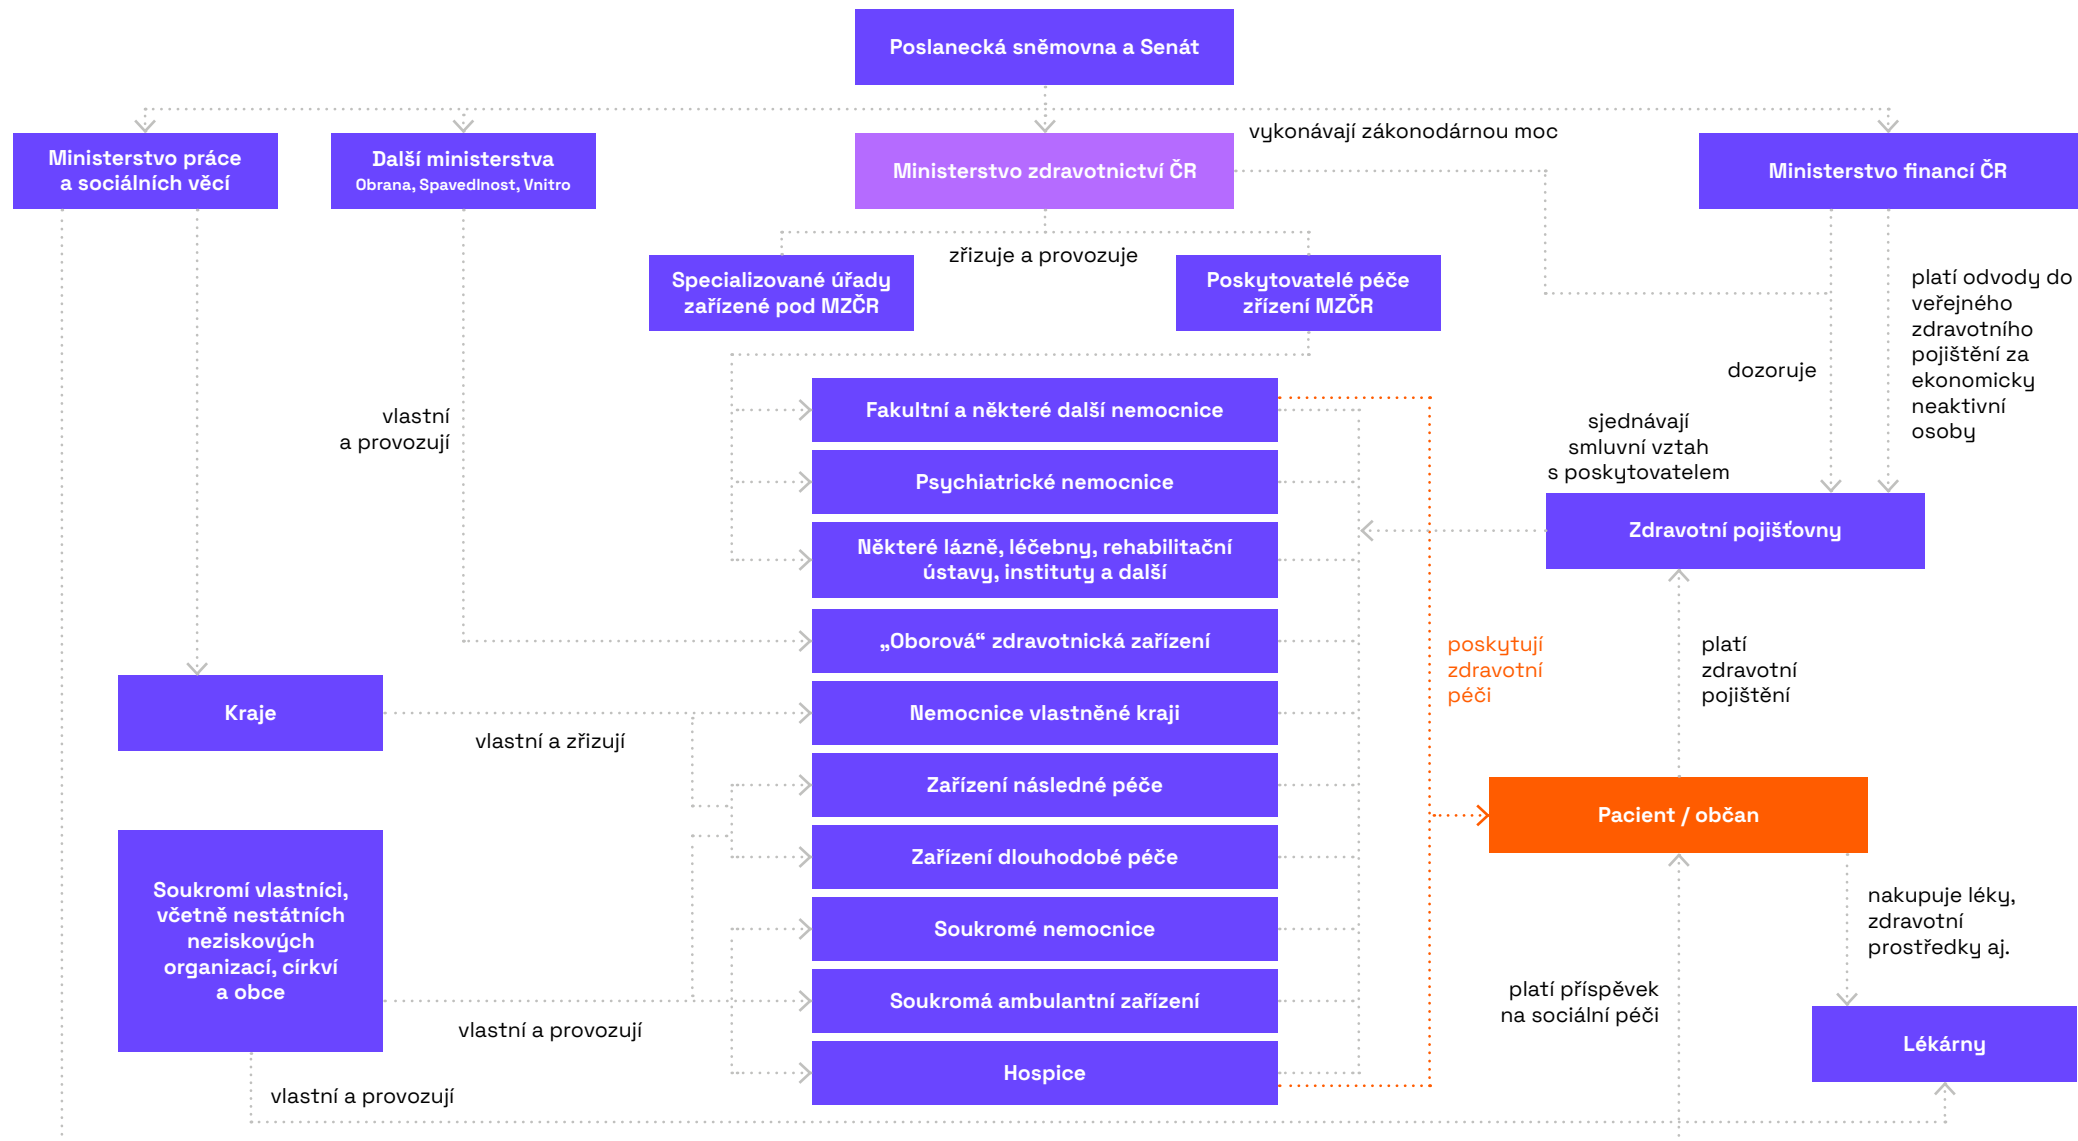 Poslanecká sněmovna a Senát
vykonávají zákonodárnou moc
Ministerstvo práce
a sociálních věcí
Další ministerstva
Obrana, Spavedlnost, Vnitro
Ministerstvo zdravotnictví ČR
Ministerstvo financí ČR
zřizuje a provozuje
Specializované úřady
zařízené pod MZČR
Poskytovatelé péče
zřízení MZČR
platí odvody do
veřejného
zdravotního
pojištění za
ekonomicky
neaktivní
osoby
dozoruje
vlastní
a provozují
sjednávají
smluvní vztah
s poskytovatelem
Fakultní a některé další nemocnice
Psychiatrické nemocnice
Některé lázně, léčebny, rehabilitační
ústavy, instituty a další
Zdravotní pojišťovny
„Oborová“ zdravotnická zařízení
poskytují
zdravotní
péči
platí
zdravotní
pojištění
Kraje
vlastní a zřizují
Nemocnice vlastněné kraji
Zařízení následné péče
Pacient / občan
Zařízení dlouhodobé péče
Soukromí vlastníci,
včetně nestátních
neziskových
organizací, církví
a obce
Soukromé nemocnice
nakupuje léky,
zdravotní
prostředky aj.
Soukromá ambulantní zařízení
vlastní a provozují
platí příspěvek
na sociální péči
Lékárny
Hospice
vlastní a provozují